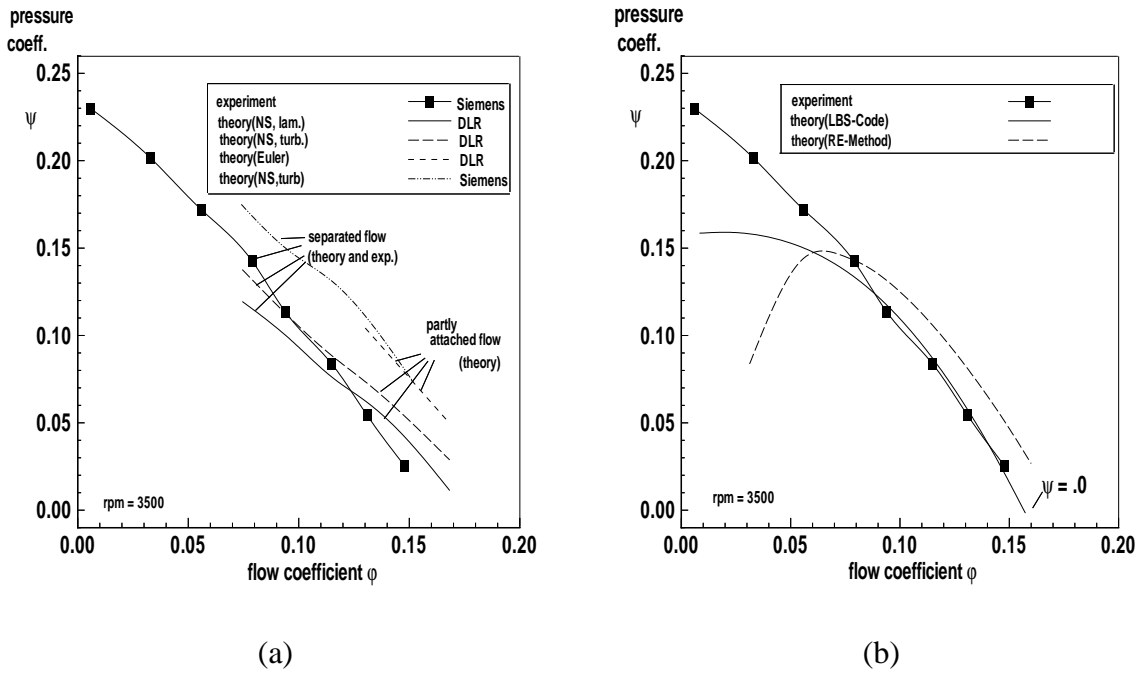 pressure
coeff.
0.25
ψ
0.20
0.15
0.10
0.05
0.00
experiment Siemens
theory(NS, lam.) DLR
theory(NS, turb.) DLR
theory(Euler) DLR
theory(NS,turb) Siemens
separated flow
(theory and exp.)
partly
attached flow
(theory)
rpm = 3500
0.00 0.05 0.10 0.15 0.20
flow coefficient φ
(a)
pressure
coeff.
0.25
ψ
0.20
0.15
0.10
0.05
0.00
experiment
theory(LBS-Code)
theory(RE-Method)
ψ = .0
rpm = 3500
0.00 0.05 0.10 0.15 0.20
flow coefficient φ
(b)